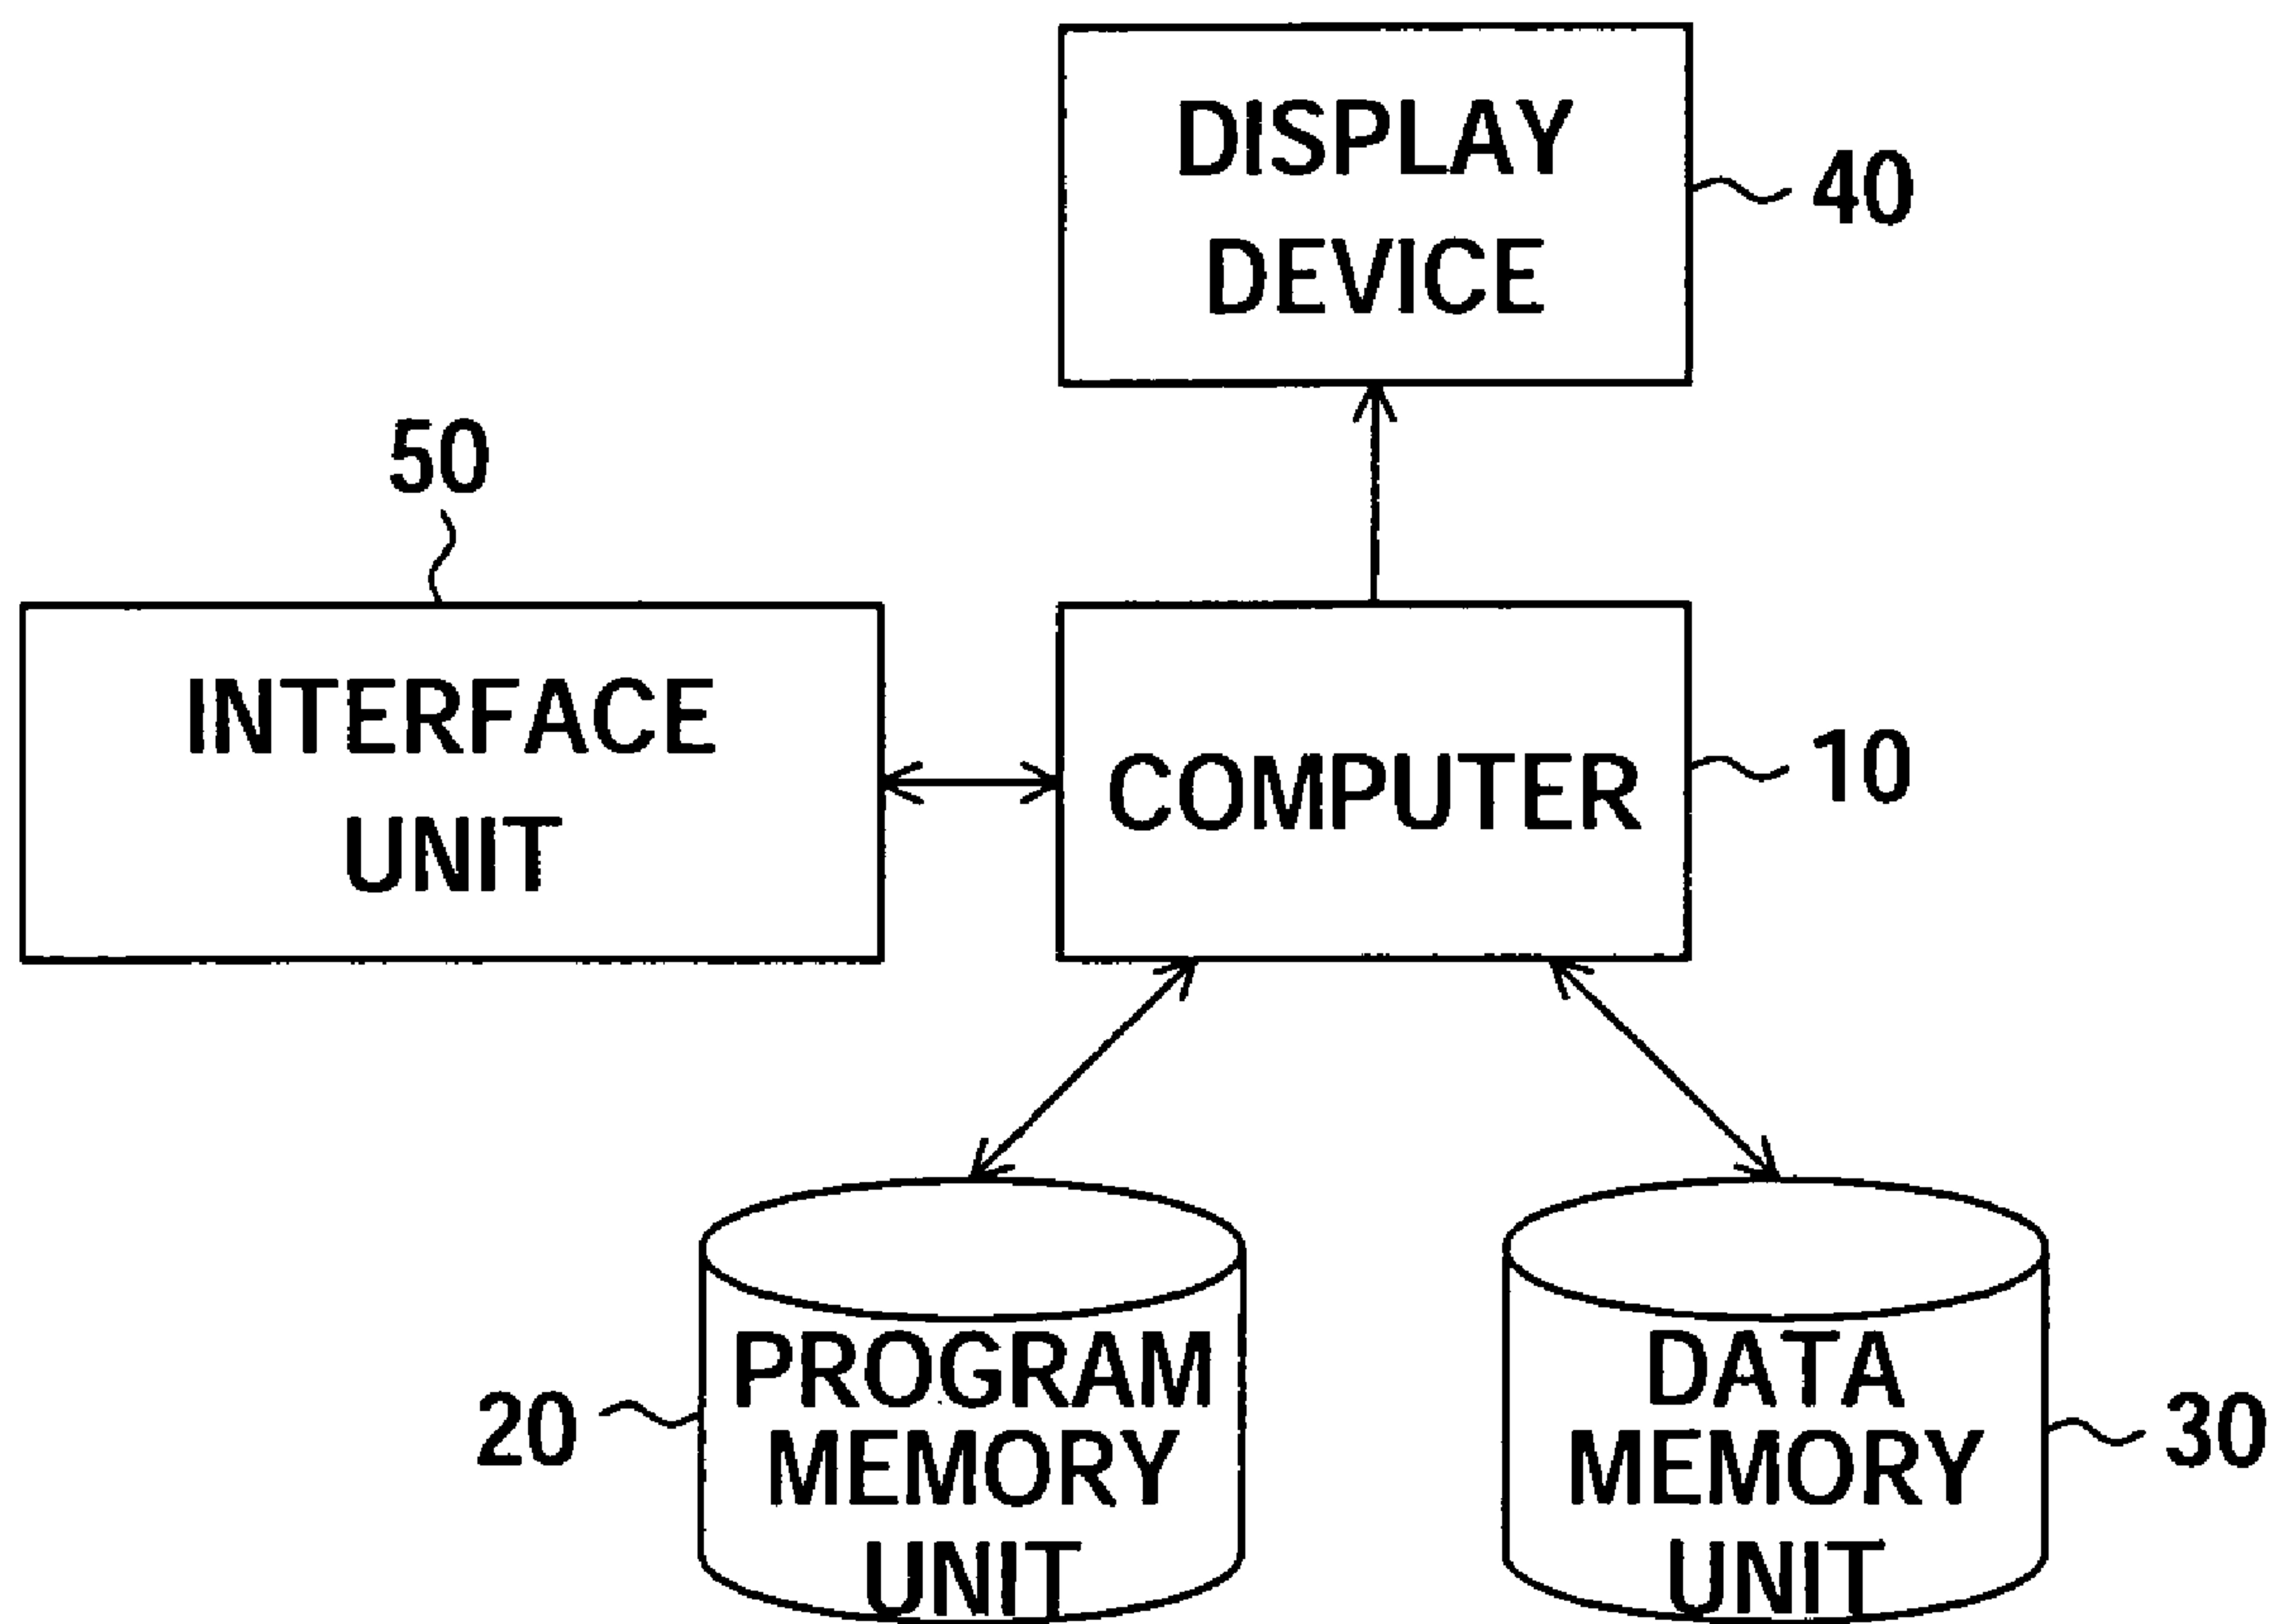 DISPLAY
DEVICE
40
50
INTERFACE
UNIT
COMPUTER
10
PROGRAM
MEMORY
UNIT
20
DATA
MEMORY
UNIT
30